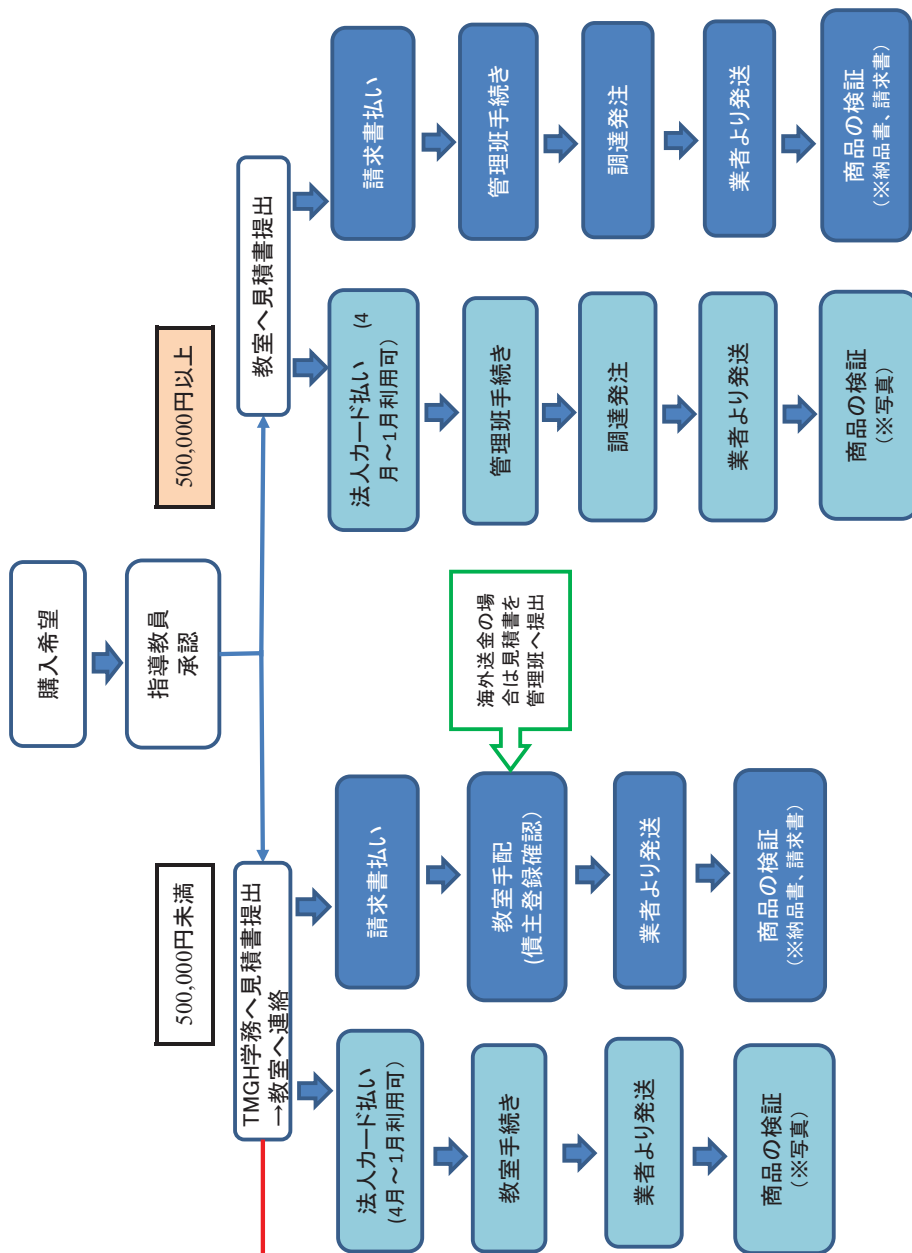 購入希望
指導教員
承認
500,000円未満
TMGH学務へ見積書提出
→教室へ連絡
法人カード払い
(4月～1月利用可)
教室手続き
業者より発送
商品の検証
（※写真）
請求書払い
教室手配
(債主登録確認）
業者より発送
商品の検証
（※納品書、請求書）
海外送金の場
合は見積書を
管理班へ提出
500,000円以上
教室へ見積書提出
法人カード払い (4
月～1月利用可）
管理班手続き
調達発注
業者より発送
商品の検証
（※写真）
請求書払い
管理班手続き
調達発注
業者より発送
商品の検証
（※納品書、請求書）